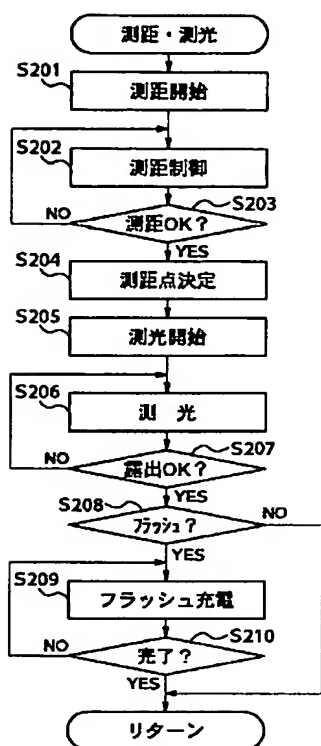 測距・測光
S201
測距開始
S202
測距制御
S203
測距OK?
NO
YES
S204
測距点決定
S205
測光開始
S206
測 光
S207
露出OK?
NO
YES
S208
フラッシュ?
NO
YES
S209
フラッシュ充電
S210
完了?
NO
YES
リターン